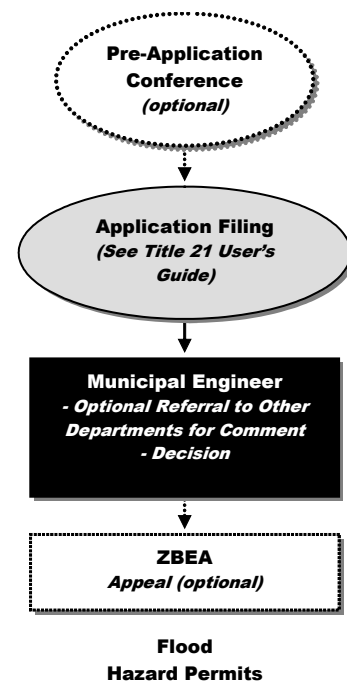 Pre-Application
Conference
(optional)
Application Filing
(See Title 21 User's
Guide)
Municipal Engineer
- Optional Referral to Other
Departments for Comment
- Decision
ZBEA
Appeal (optional)
Flood
Hazard Permits